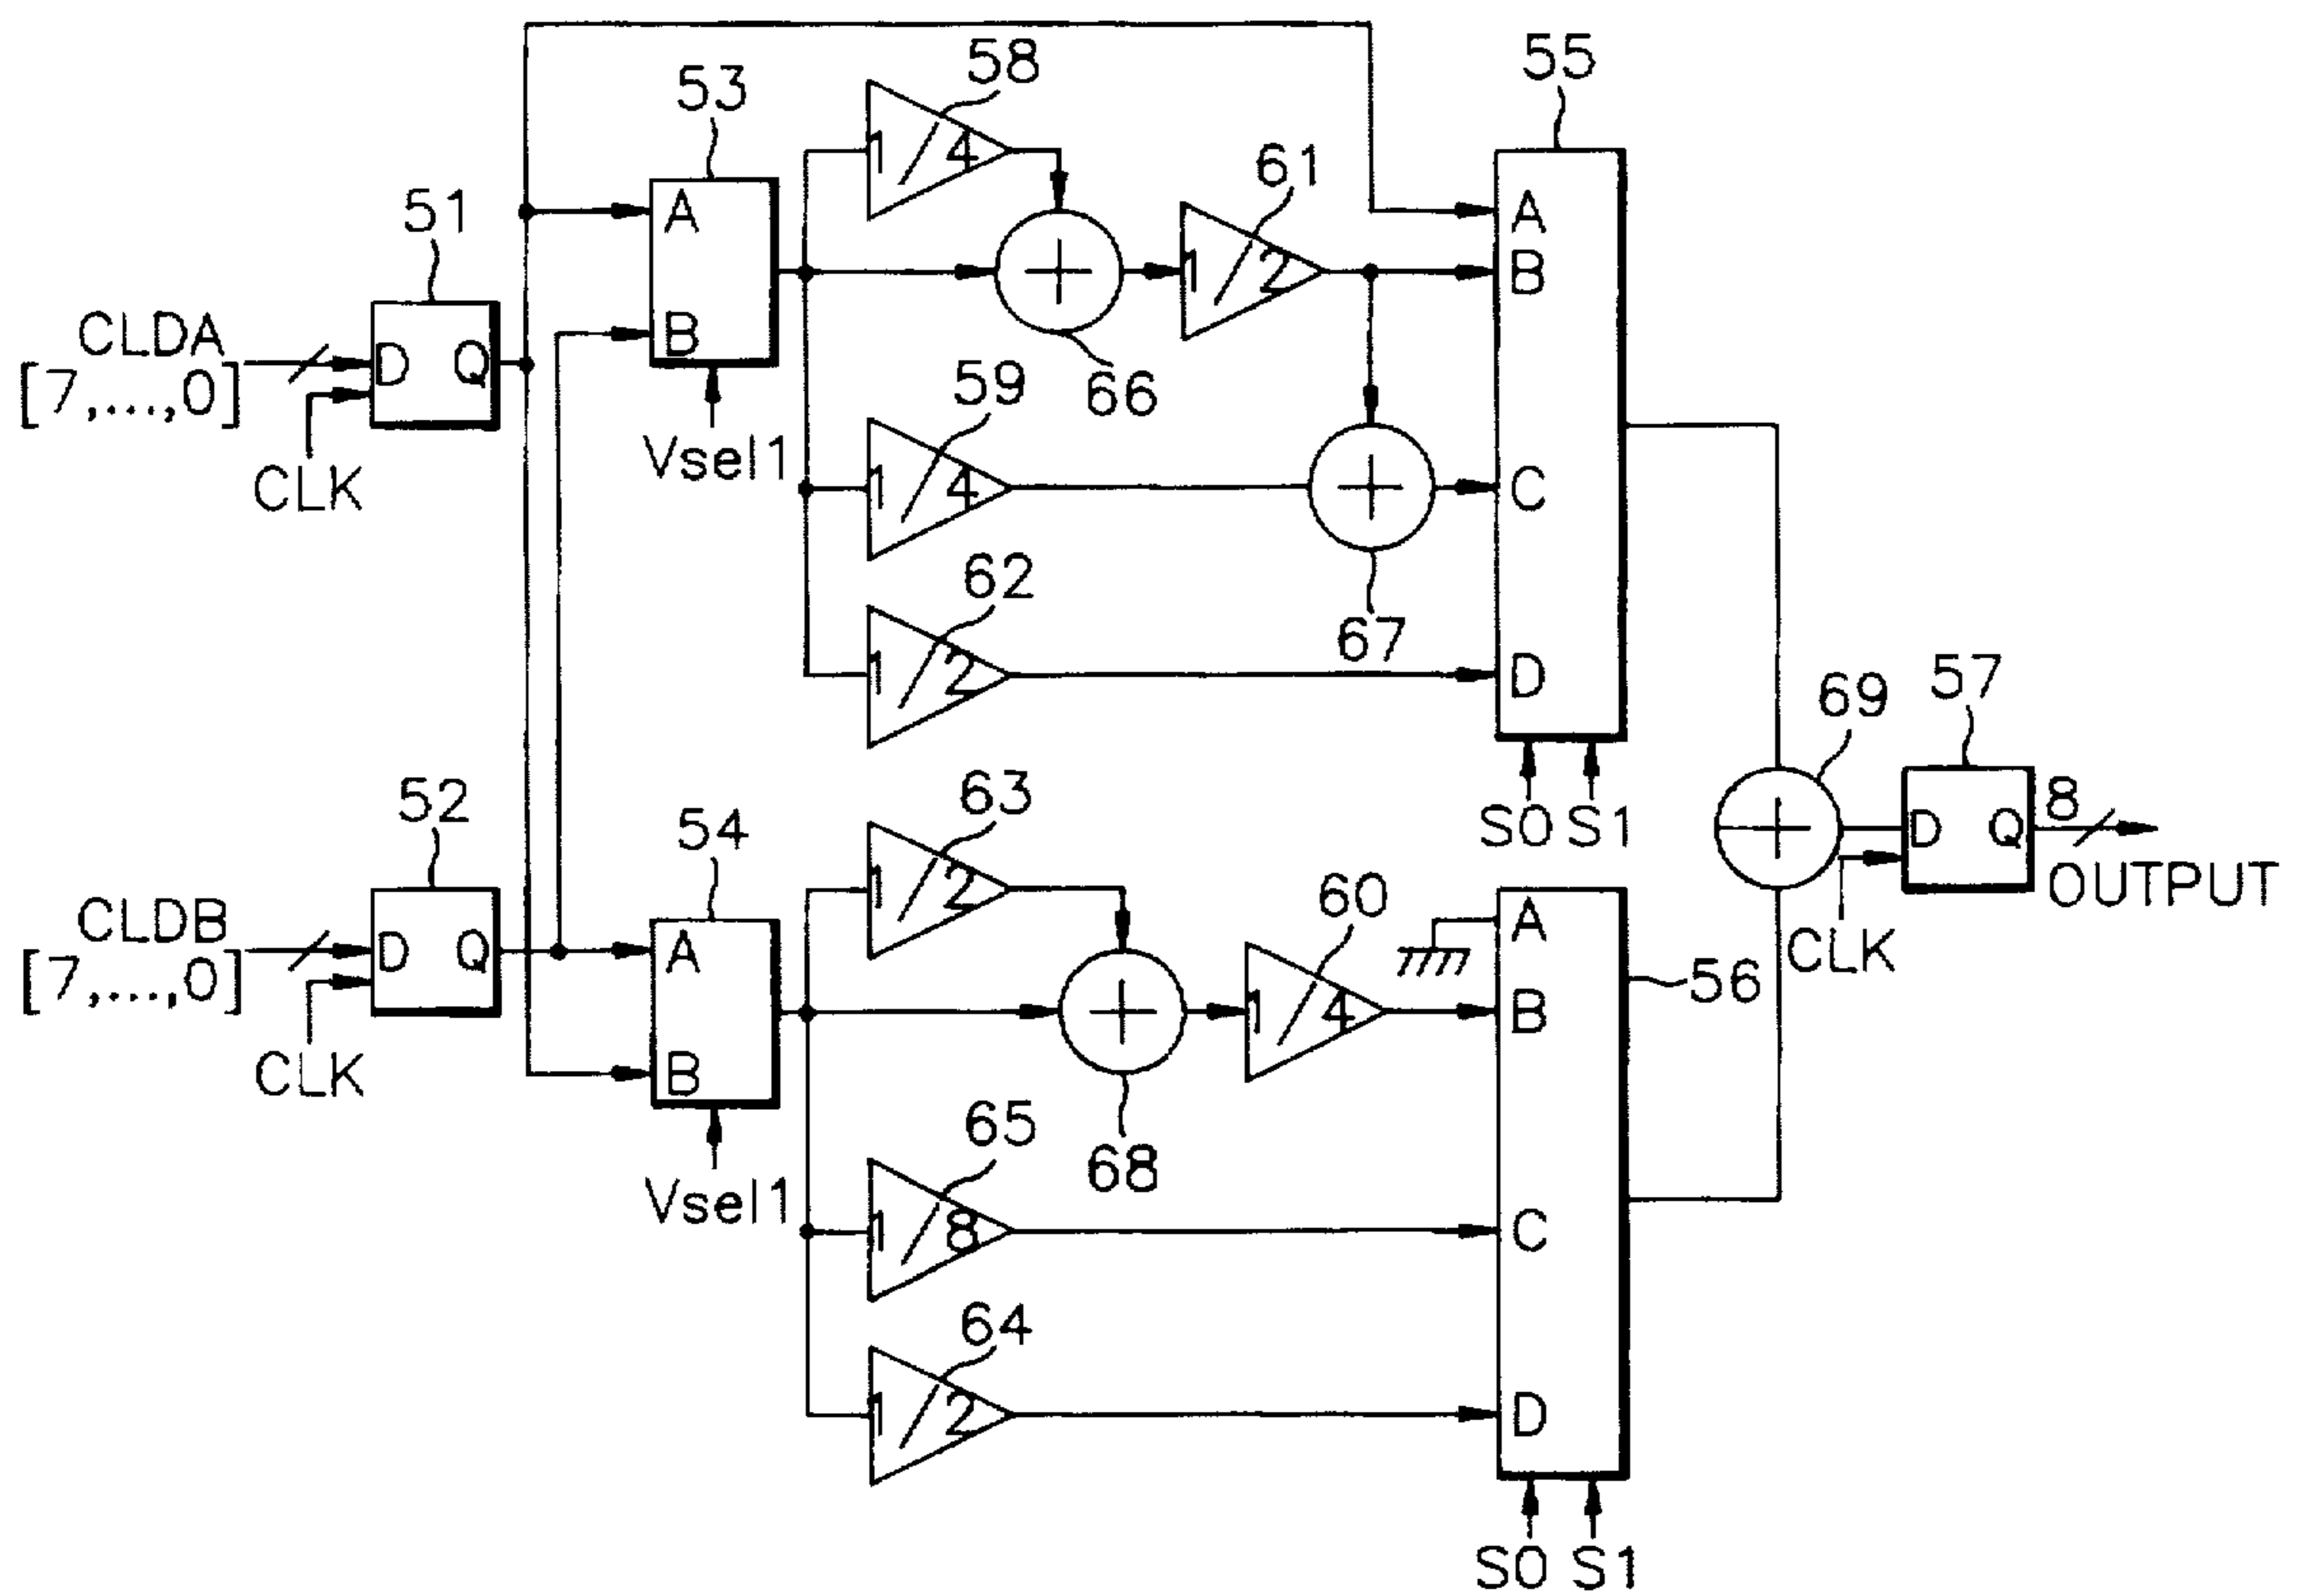 58
55
53
1/4
61
51
A
A
1/2
B
CLDA
[7,...,0]
D
Q
B
59
66
CLK
Vsel1
1/4
C
62
67
1/2
D
57
69
52
63
54
S0
S1
8
1/2
60
D
Q
OUTPUT
CLDB
[7,...,0]
D
Q
A
A
CLK
56
1/4
B
CLK
B
65
68
Vsel1
1/8
C
64
1/2
D
S0
S1